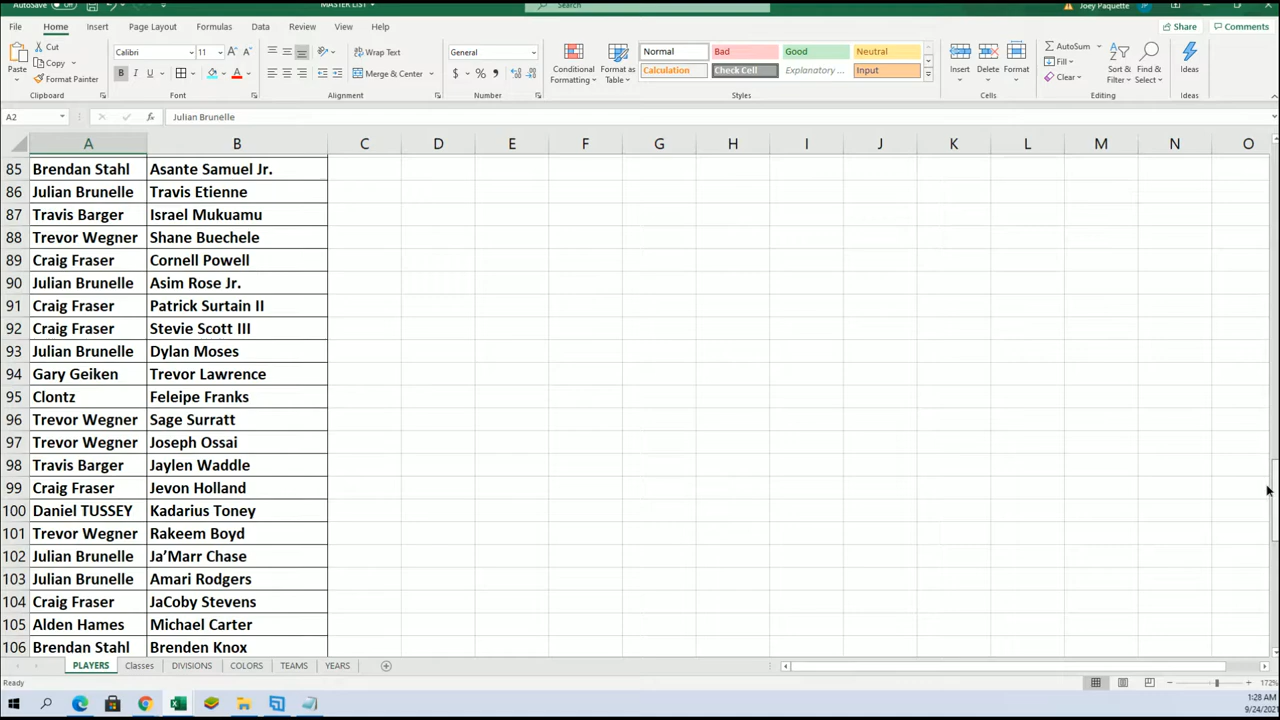 AutoSave MASTER LIST Search Joey Paquette JP
File Home Insert Page Layout Formulas Data Review View Help Share Comments
Cut Calibri 11 Wrap Text General Normal Bad Good Neutral AutoSum
Paste Copy Conditional Formatting Format as Table Insert Delete Format Fill Sort & Filter Find & Select Ideas
Format Painter B I U Merge & Center $ % Calculation Check Cell Explanatory ... Input Clear
Clipboard Font Alignment Number Styles Cells Editing Ideas
A2 fx Julian Brunelle
A B C D E F G H I J K L M N O
85 Brendan Stahl Asante Samuel Jr.
86 Julian Brunelle Travis Etienne
87 Travis Barger Israel Mukuamu
88 Trevor Wegner Shane Buechele
89 Craig Fraser Cornell Powell
90 Julian Brunelle Asim Rose Jr.
91 Craig Fraser Patrick Surtain II
92 Craig Fraser Stevie Scott III
93 Julian Brunelle Dylan Moses
94 Gary Geiken Trevor Lawrence
95 Clontz Feleipe Franks
96 Trevor Wegner Sage Surratt
97 Trevor Wegner Joseph Ossai
98 Travis Barger Jaylen Waddle
99 Craig Fraser Jevon Holland
100 Daniel TUSSEY Kadarius Toney
101 Trevor Wegner Rakeem Boyd
102 Julian Brunelle Ja’Marr Chase
103 Julian Brunelle Amari Rodgers
104 Craig Fraser JaCoby Stevens
105 Alden Hames Michael Carter
106 Brendan Stahl Brenden Knox
PLAYERS Classes DIVISIONS COLORS TEAMS YEARS
Ready 172%
1:28 AM